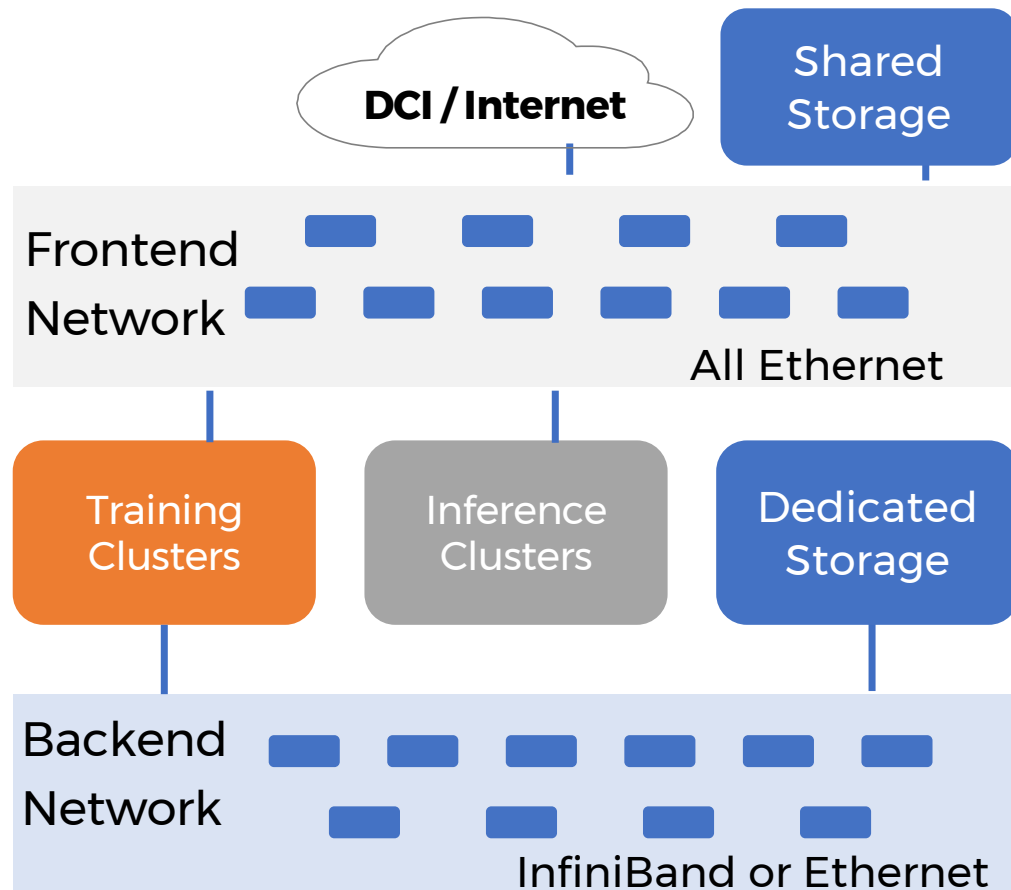 DCI / Internet
Shared
Storage
Frontend
Network
All Ethernet
Training
Clusters
Inference
Clusters
Dedicated
Storage
Backend
Network
InfiniBand or Ethernet